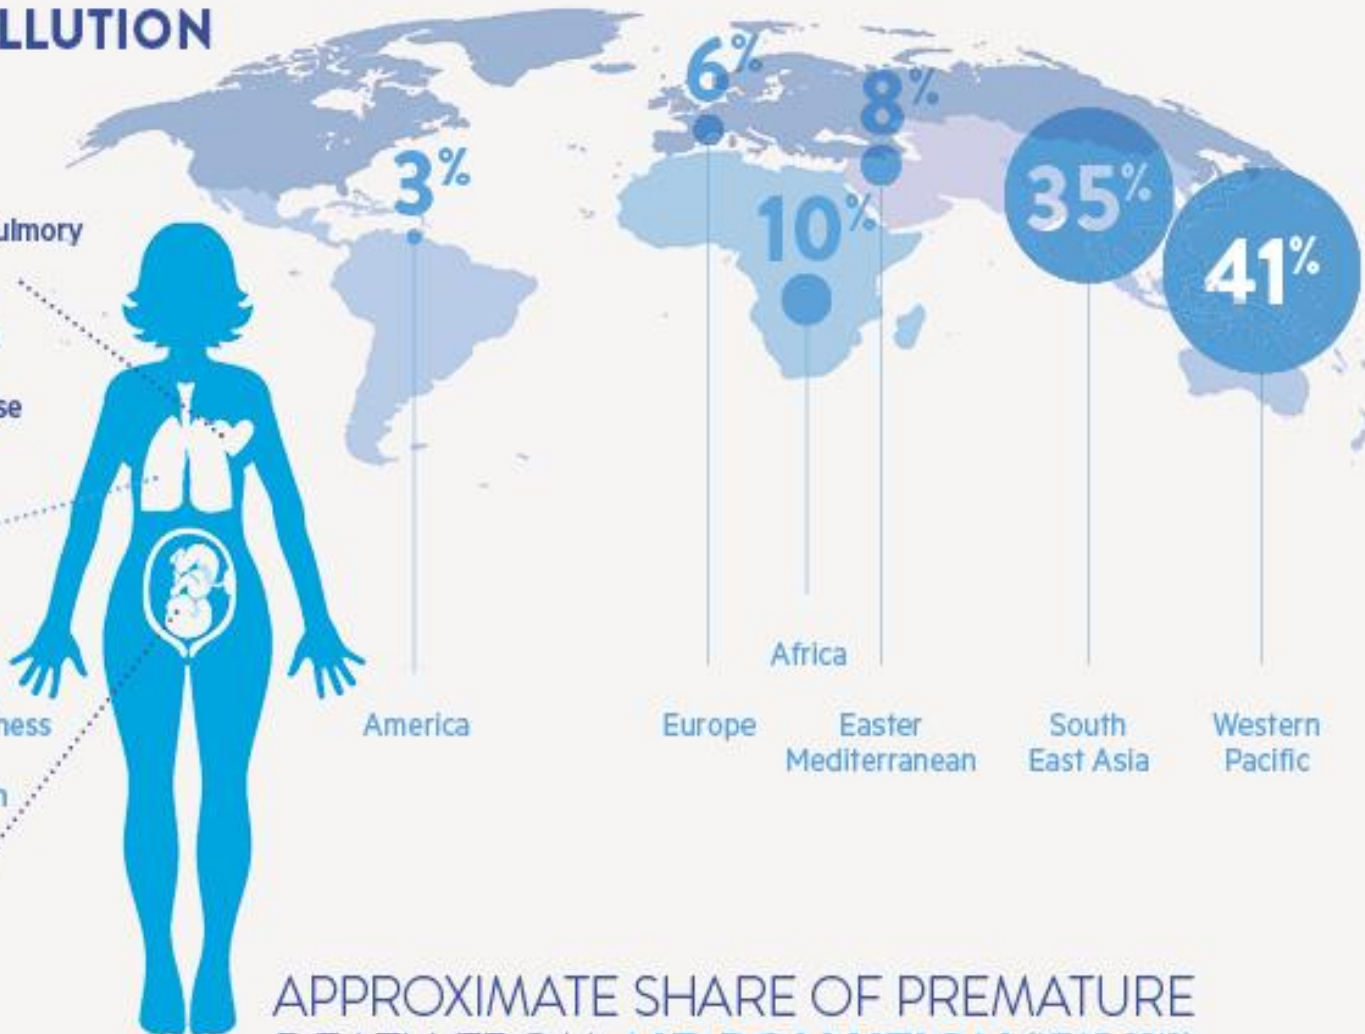 LLUTION
6%
8%
3%
35%
10%
41%
ulmory
se
Africa
ness
America
Europe
Easter
Mediterranean
South
East Asia
Western
Pacific
n
APPROXIMATE SHARE OF PREMATURE